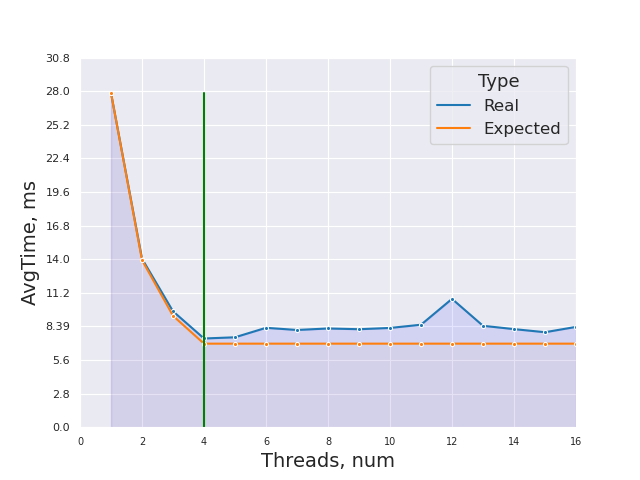 30.8
28.0
25.2
22.4
19.6
16.8
14.0
11.2
8.39
5.6
2.8
0.0
AvgTime, ms
Type
Real
Expected
0 2 4 6 8 10 12 14 16
Threads, num